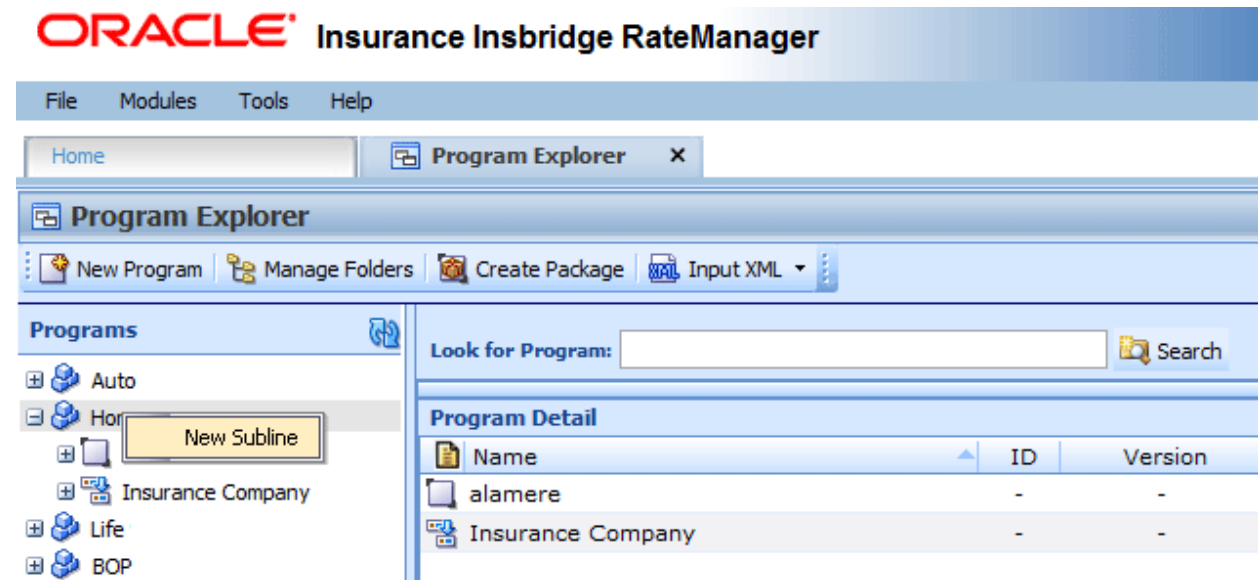 ORACLE Insurance Insbridge RateManager
File Modules Tools Help
Home Program Explorer x
Program Explorer
New Program Manage Folders Create Package XML Input XML
Programs
Look for Program: Search
Auto
Program Detail
New Subline
Name ID Version
alamere - -
Insurance Company
Insurance Company - -
Life
BOP